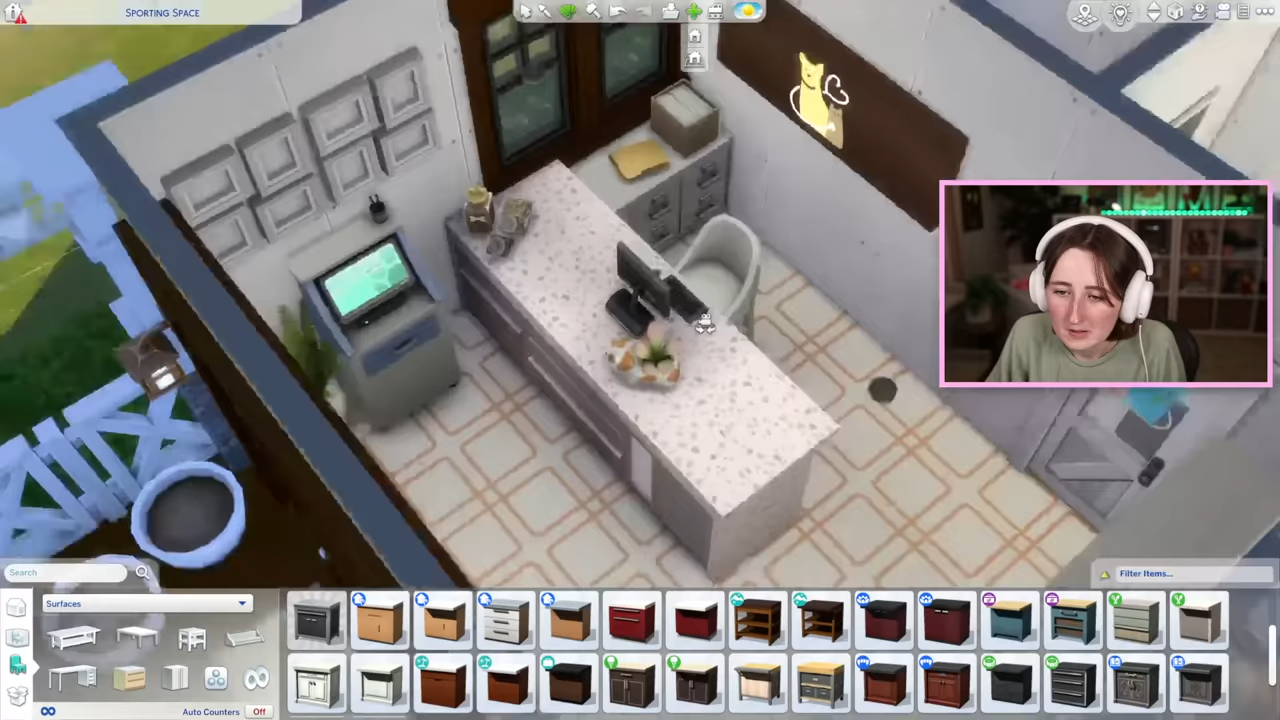 SPORTING SPACE
Search
Filter Items...
Surfaces
Auto Counters
Off